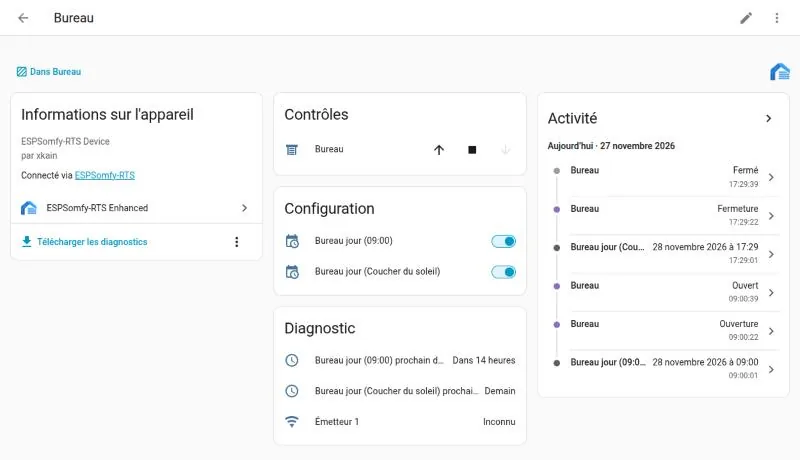 Bureau
Dans Bureau
Informations sur l'appareil
ESPSomfy-RTS Device
par xkain
Connecté via ESPSomfy-RTS
ESPSomfy-RTS Enhanced
Télécharger les diagnostics
Contrôles
Bureau
Configuration
Bureau jour (09:00)
Bureau jour (Coucher du soleil)
Diagnostic
Bureau jour (09:00) prochain d... Dans 14 heures
Bureau jour (Coucher du soleil) prochai... Demain
Émetteur 1 Inconnu
Activité
Aujourd'hui · 27 novembre 2026
Bureau Fermé
17:29:39
Bureau Fermeture
17:29:22
Bureau jour (Cou... 28 novembre 2026 à 17:29
17:29:01
Bureau Ouvert
09:00:39
Bureau Ouverture
09:00:22
Bureau jour (09:0... 28 novembre 2026 à 09:00
09:00:01